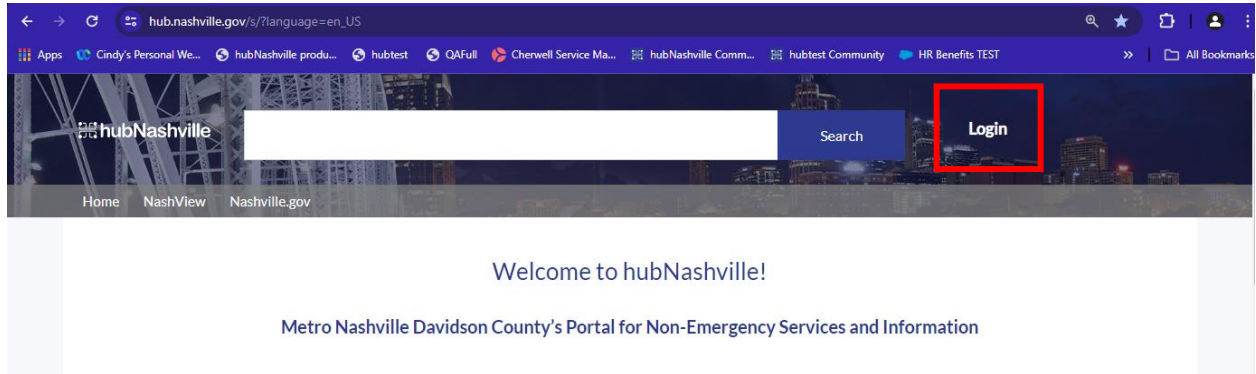 hub.nashville.gov/s/?language=en_US
Apps Cindy's Personal We... hubNashville produ... hubtest QAFull Cherwell Service Ma... hubNashville Comm... hubtest Community HR Benefits TEST » All Bookmarks
hubNashville Search Login
Home NashView Nashville.gov
Welcome to hubNashville!
Metro Nashville Davidson County's Portal for Non-Emergency Services and Information